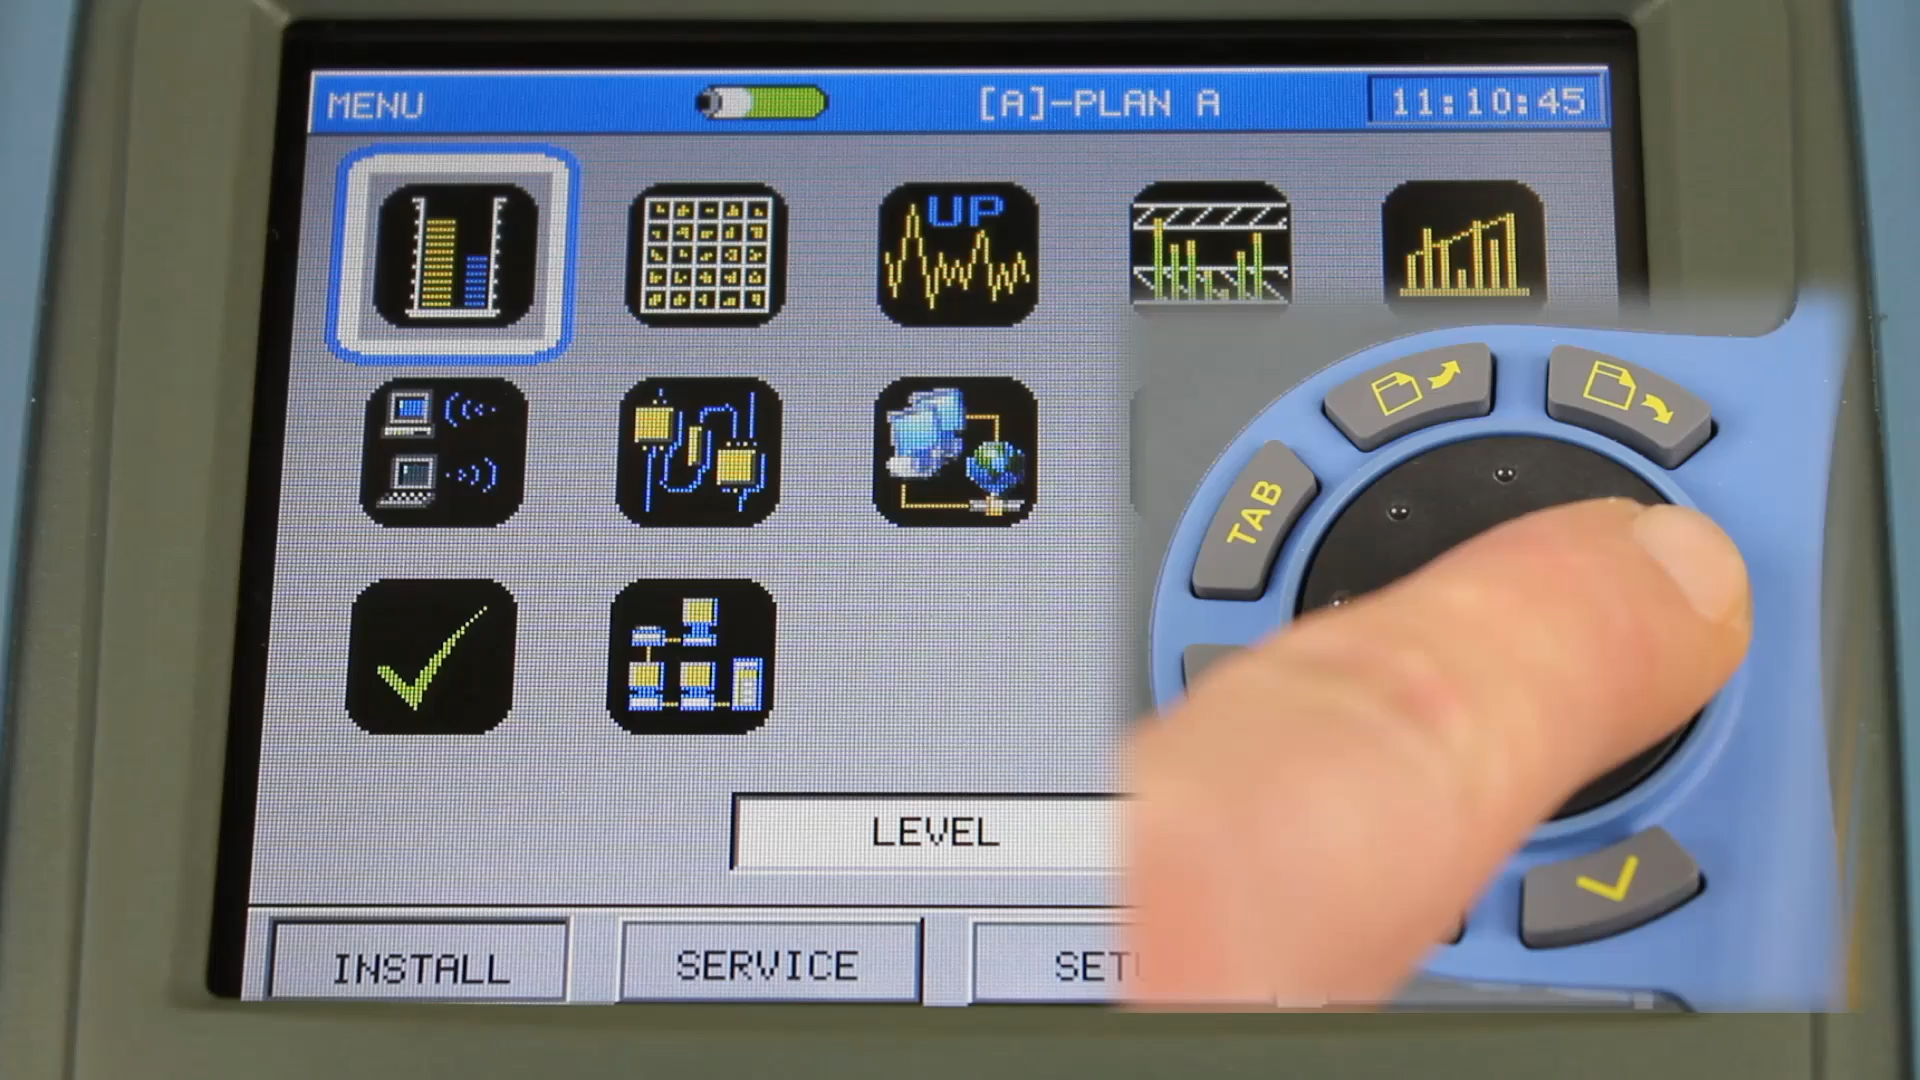 MENU [A]-PLAN A 11:10:45
UP
TAB
LEVEL
INSTALL SERVICE